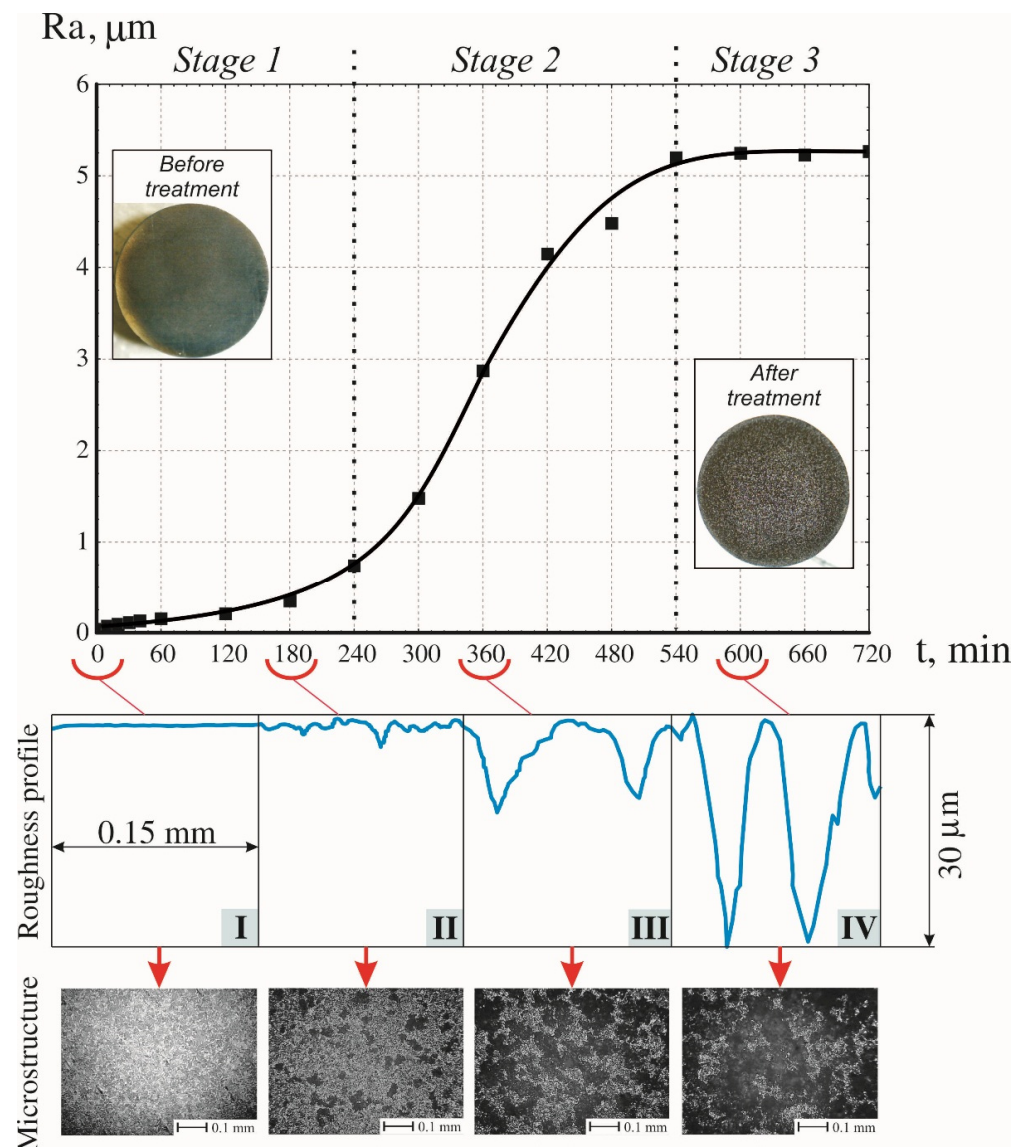 Ra, μm
Stage 1 Stage 2 Stage 3
6
5
4
3
2
1
0
Before
treatment
After
treatment
0 60 120 180 240 300 360 420 480 540 600 660 720 t, min
Roughness profile
0.15 mm
30 μm
I II III IV
Microstructure
0.1 mm 0.1 mm 0.1 mm 0.1 mm